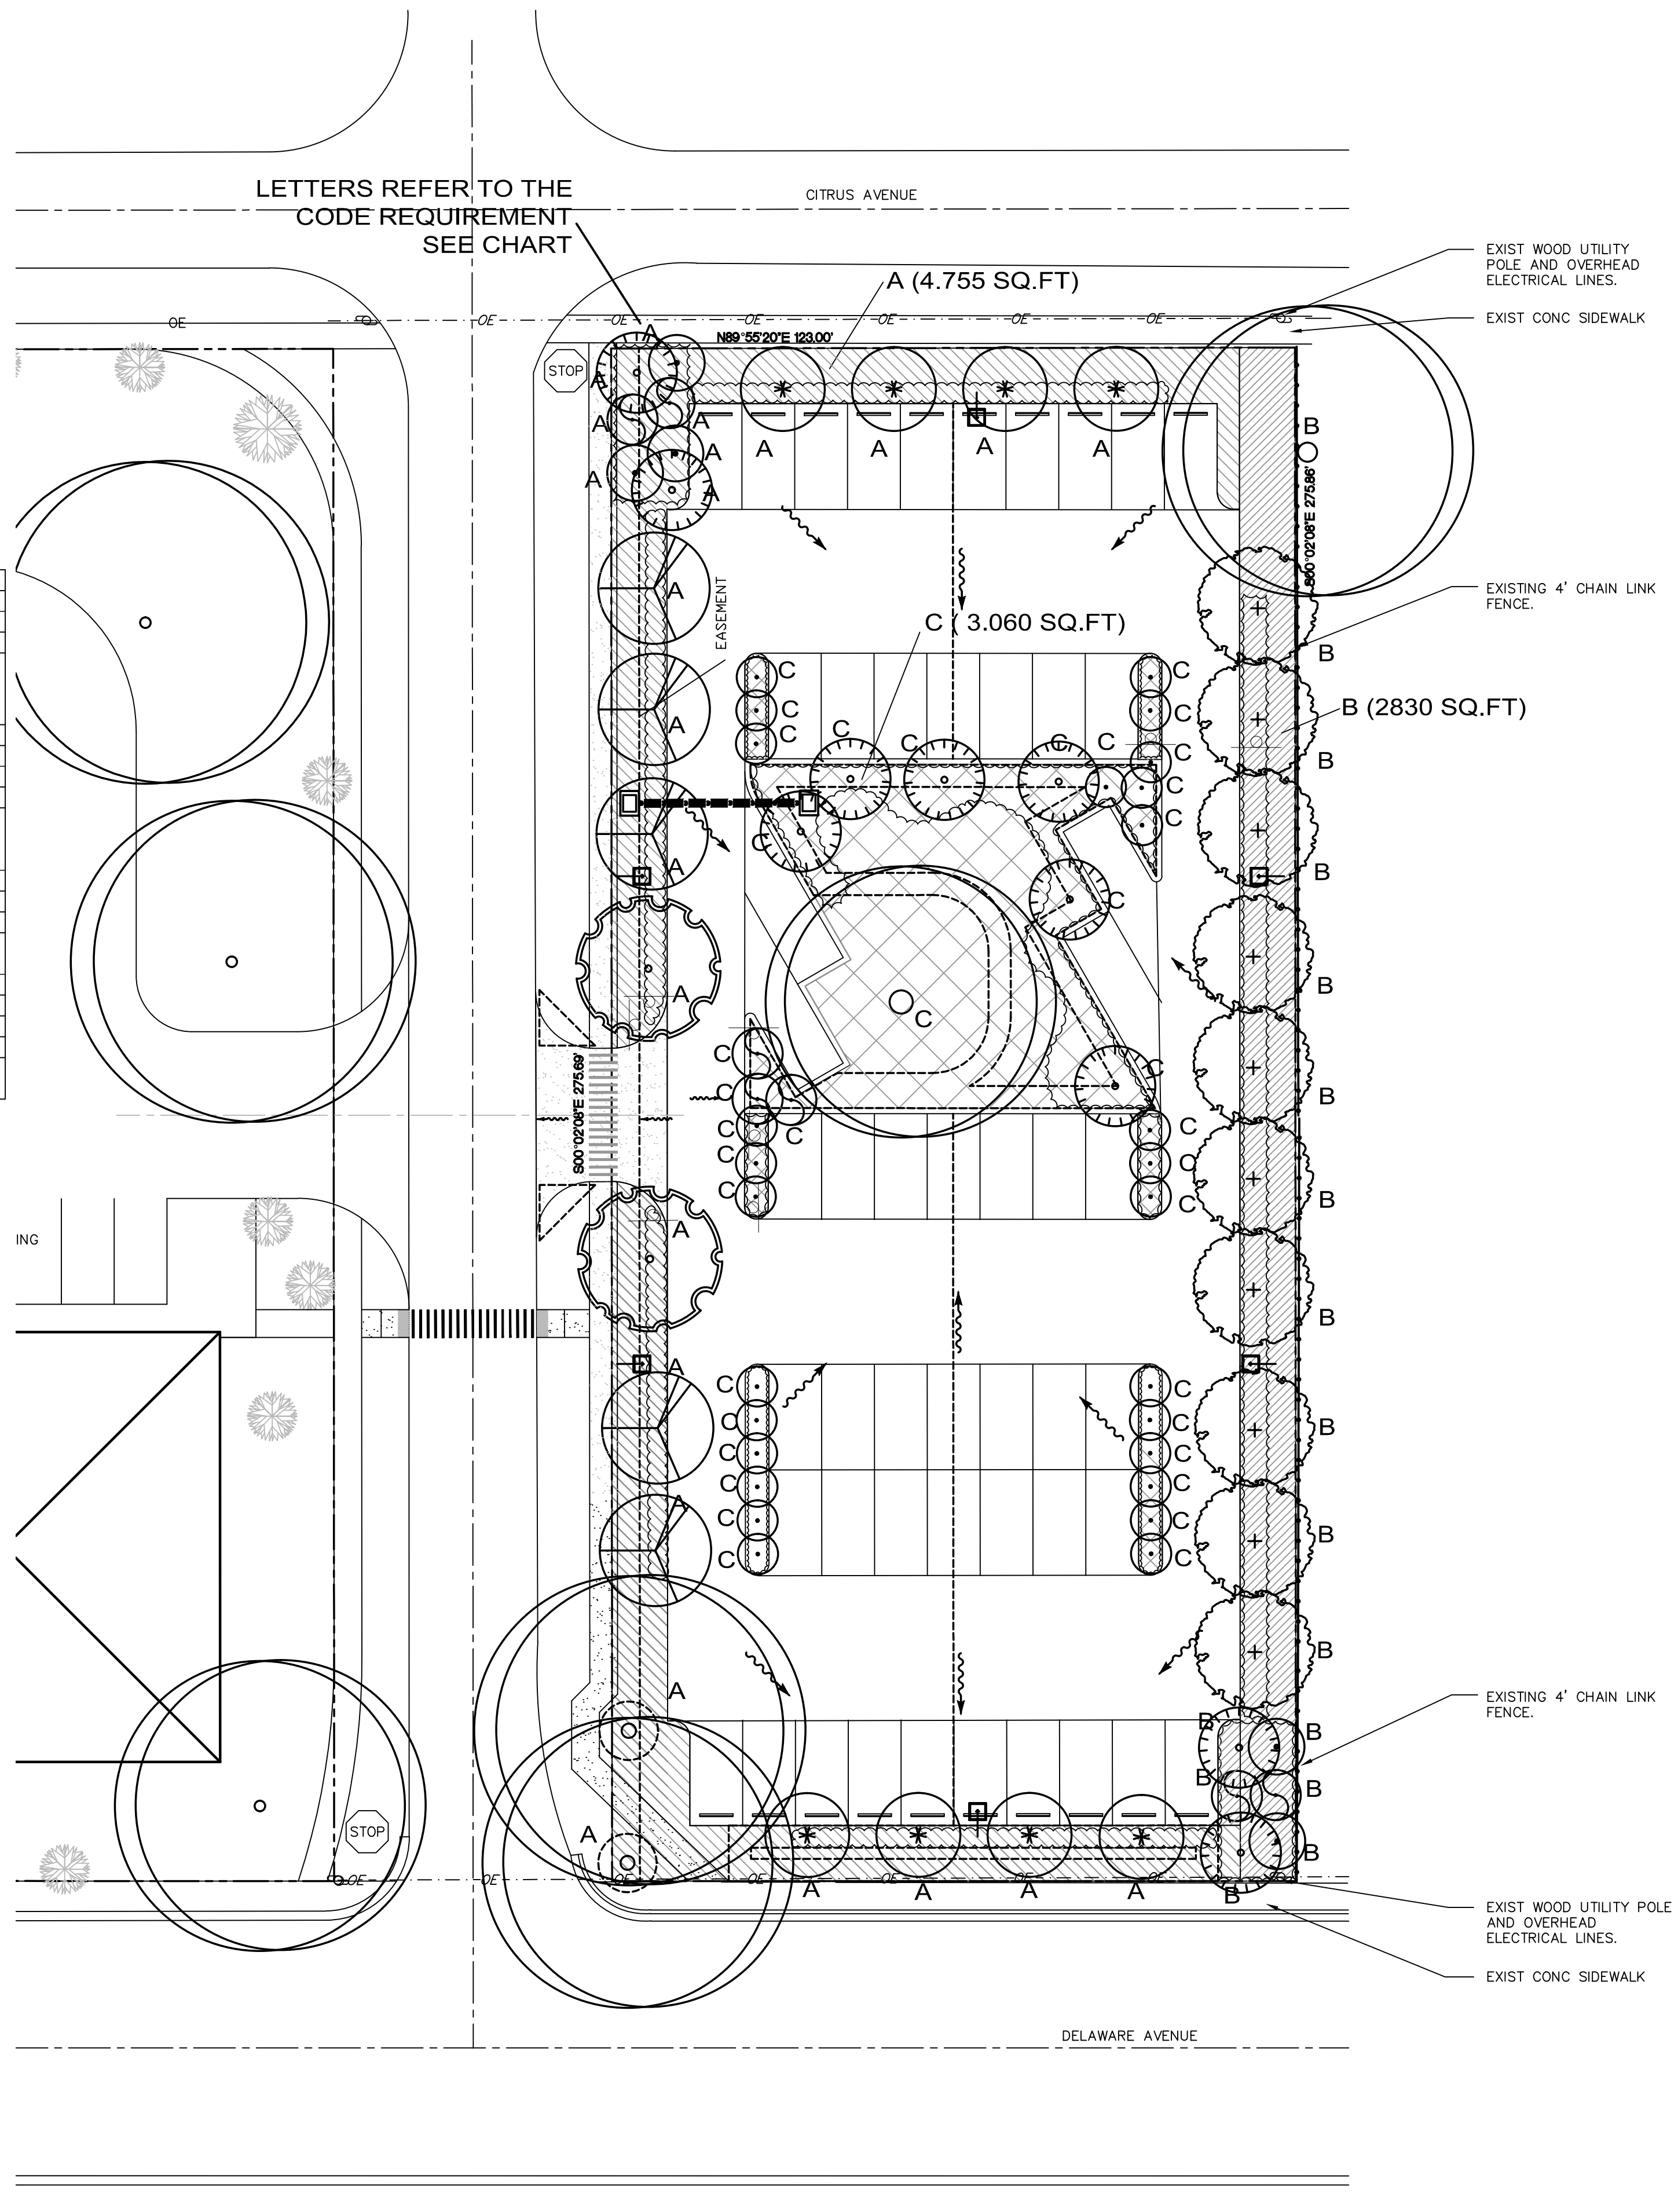 LETTERS REFER TO THE
CODE REQUIREMENT
SEE CHART
CITRUS AVENUE
EXIST WOOD UTILITY
POLE AND OVERHEAD
ELECTRICAL LINES.
EXIST CONC SIDEWALK
A (4.755 SQ.FT)
OE
OE
OE
OE
OE
OE
OE
N89°55'20"E 123.00'
STOP
A
A
A
A
A
A
A
A
A
A
A
B
S00°02'08"E 275.86'
EXISTING 4' CHAIN LINK
FENCE.
A
EASEMENT
C ( 3.060 SQ.FT)
B
C
C
C
C
C
C
B (2830 SQ.FT)
A
C
C
C
C
B
C
C
C
A
B
C
A
B
C
C
C
C
B
C
C
C
C
C
C
C
C
S00°02'08"E 275.69'
B
A
ING
B
A
C
C
C
C
B
C
C
C
C
A
C
C
B
C
C
B
A
B
B
EXISTING 4' CHAIN LINK
FENCE.
B
B
B
STOP
A
B
OE
OE
OE
OE
OE
OE
OE
A
A
A
A
B
EXIST WOOD UTILITY POLE
AND OVERHEAD
ELECTRICAL LINES.
EXIST CONC SIDEWALK
DELAWARE AVENUE